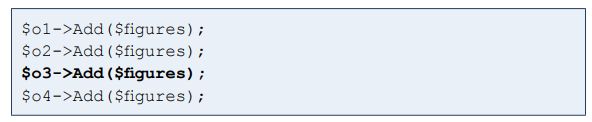 $o1->Add($figures);
$o2->Add($figures);
$o3->Add($figures);
$o4->Add($figures);